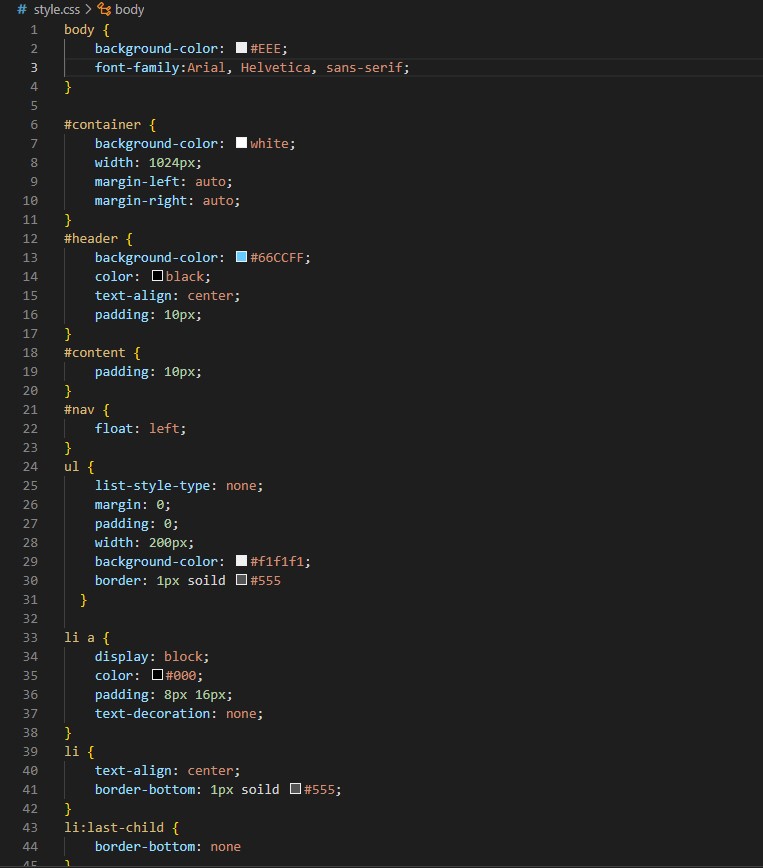 # style.css > body
1 body {
2 background-color: #EEE;
3 font-family:Arial, Helvetica, sans-serif;
4 }
5
6 #container {
7 background-color: white;
8 width: 1024px;
9 margin-left: auto;
10 margin-right: auto;
11 }
12 #header {
13 background-color: #66CCFF;
14 color: black;
15 text-align: center;
16 padding: 10px;
17 }
18 #content {
19 padding: 10px;
20 }
21 #nav {
22 float: left;
23 }
24 ul {
25 list-style-type: none;
26 margin: 0;
27 padding: 0;
28 width: 200px;
29 background-color: #f1f1f1;
30 border: 1px soild #555
31 }
32
33 li a {
34 display: block;
35 color: #000;
36 padding: 8px 16px;
37 text-decoration: none;
38 }
39 li {
40 text-align: center;
41 border-bottom: 1px soild #555;
42 }
43 li:last-child {
44 border-bottom: none
45 }